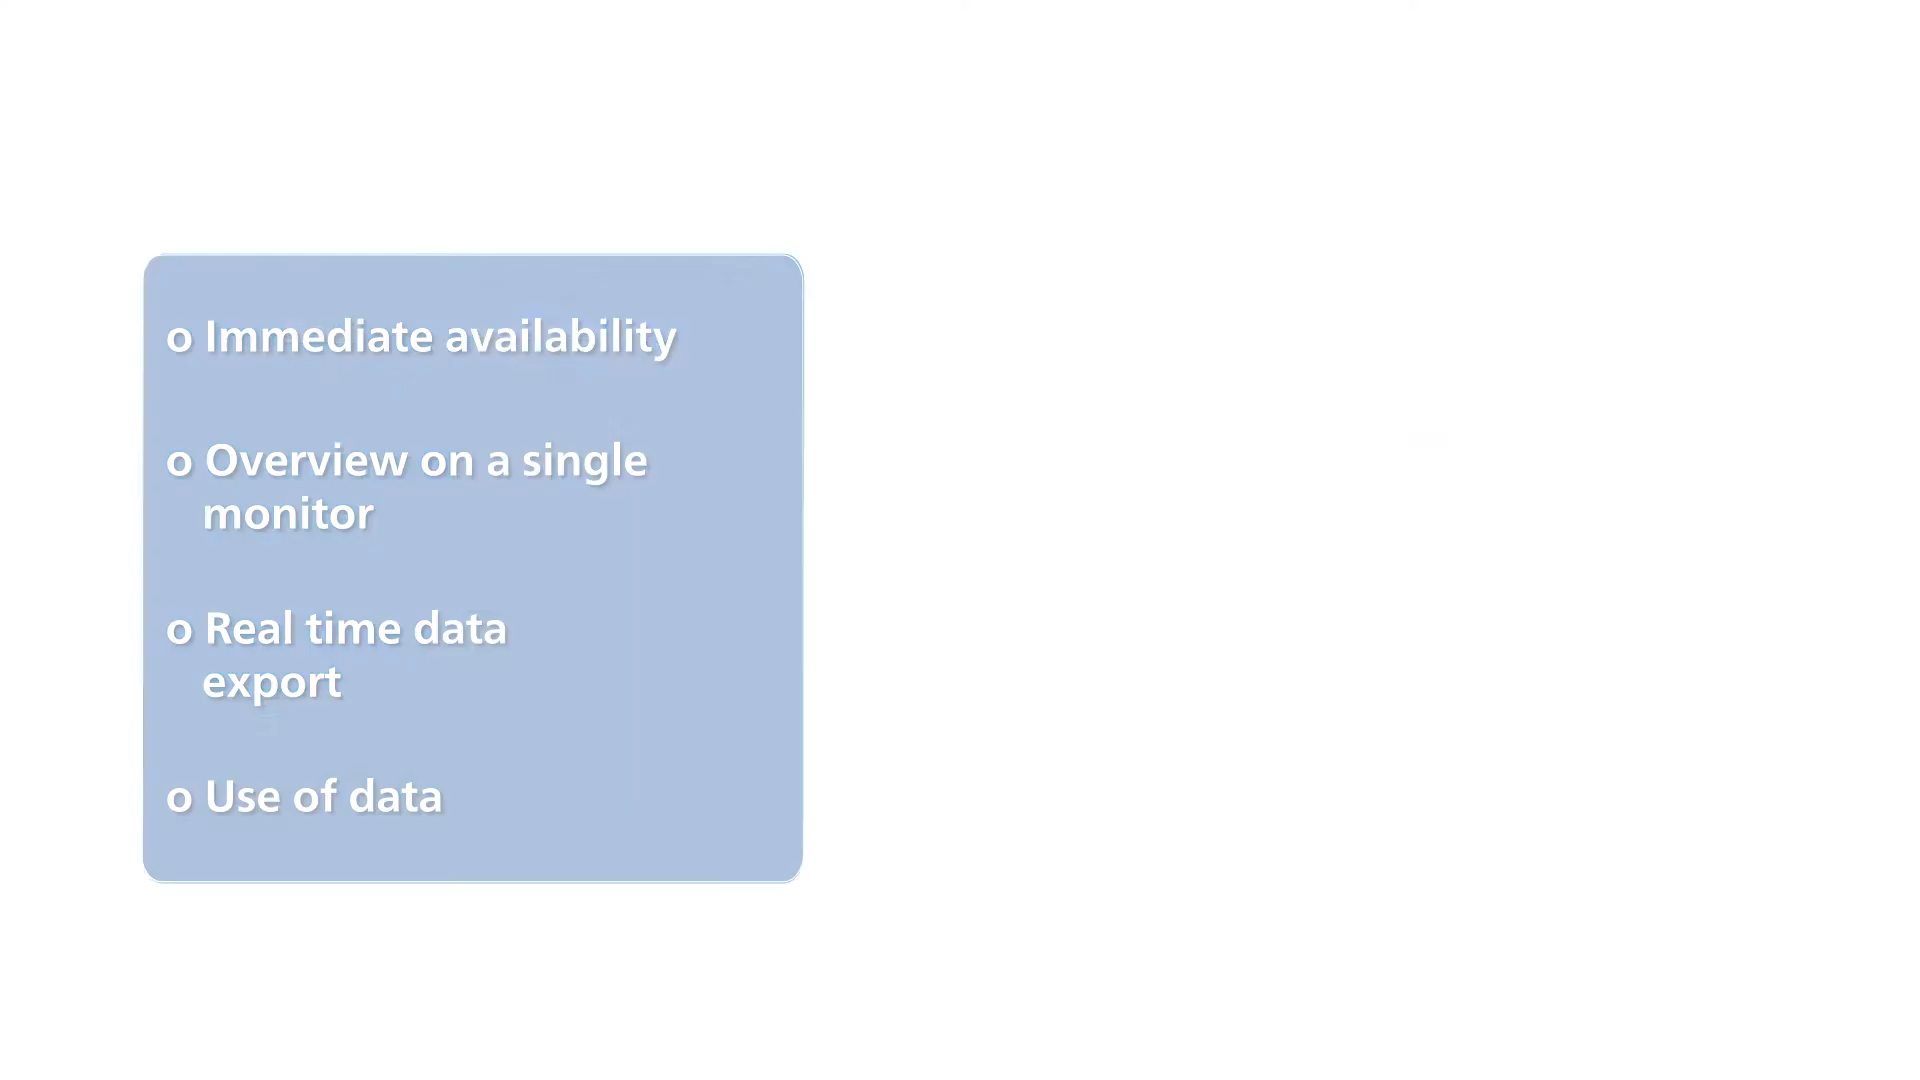 o Immediate availability
o Overview on a single
monitor
o Real time data
export
o Use of data